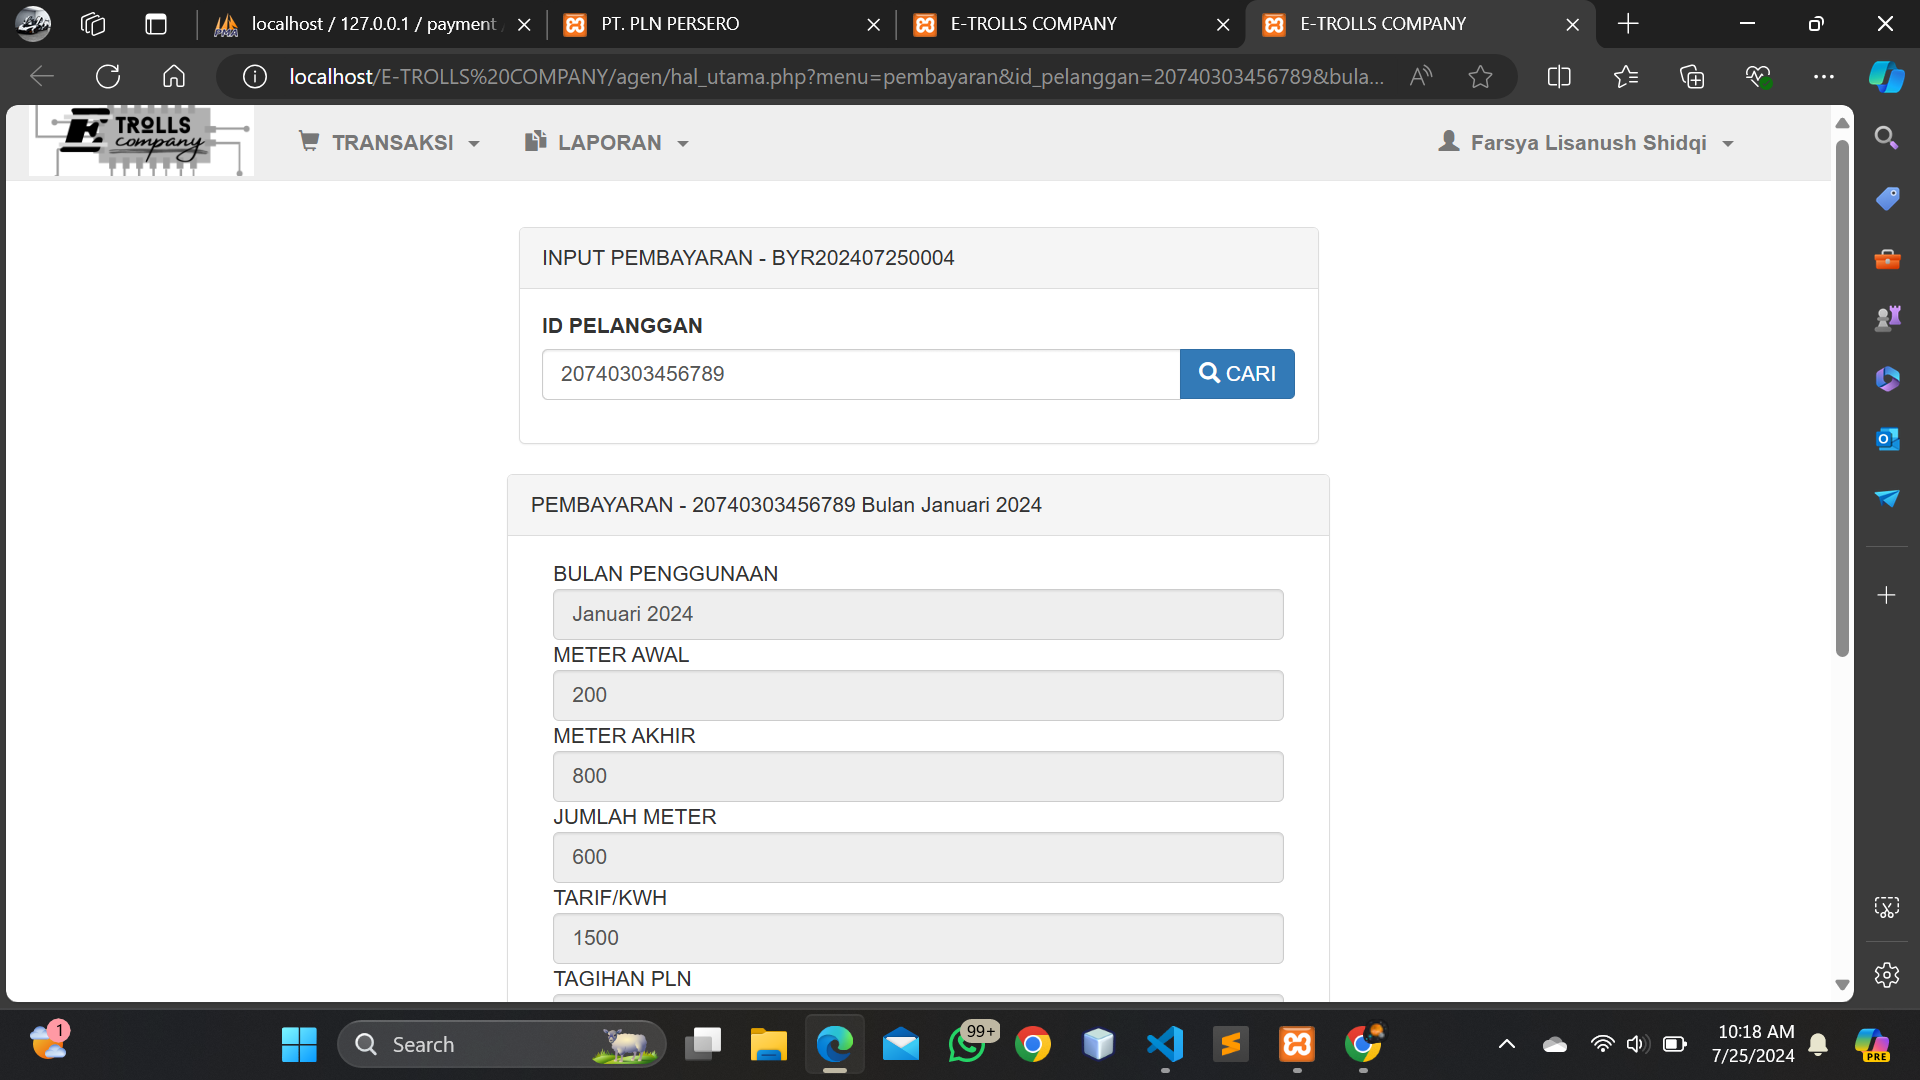 localhost / 127.0.0.1 / payment
PT. PLN PERSERO
E-TROLLS COMPANY
E-TROLLS COMPANY
localhost/E-TROLLS%20COMPANY/agen/hal_utama.php?menu=pembayaran&id_pelanggan=20740303456789&bula...
E TROLLS company
TRANSAKSI
LAPORAN
Farsya Lisanush Shidqi
INPUT PEMBAYARAN - BYR202407250004
ID PELANGGAN
20740303456789
CARI
PEMBAYARAN - 20740303456789 Bulan Januari 2024
BULAN PENGGUNAAN
Januari 2024
METER AWAL
200
METER AKHIR
800
JUMLAH METER
600
TARIF/KWH
1500
TAGIHAN PLN
1
Search
99+
10:18 AM
7/25/2024
PRE